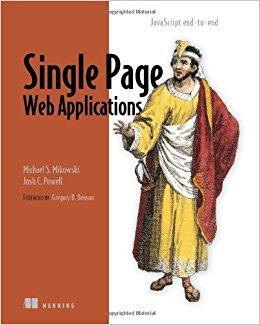 JavaScript end-to-end
Single Page
Web Applications
Michael S. Mikowski
Josh C. Powell
FOREWORD BY Gregory D. Benson
MANNING